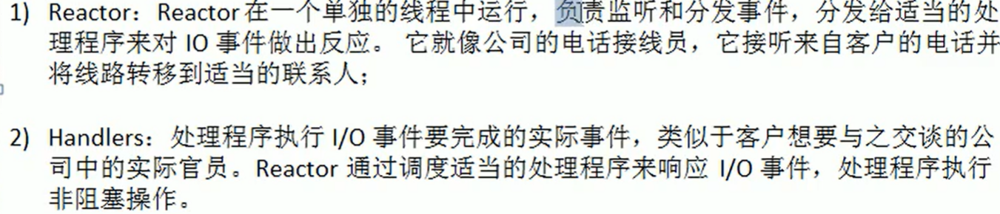 1) Reactor：Reactor 在一个单独的线程中运行，负责监听和分发事件，分发给适当的处
理程序来对 IO 事件做出反应。 它就像公司的电话接线员，它接听来自客户的电话并
将线路转移到适当的联系人；
2) Handlers：处理程序执行 I/O 事件要完成的实际事件，类似于客户想要与之交谈的公
司中的实际官员。Reactor 通过调度适当的处理程序来响应 I/O 事件，处理程序执行
非阻塞操作。